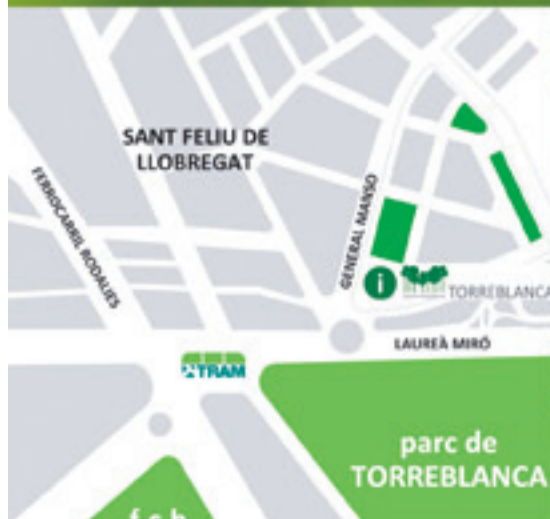 SANT FELIU DE
LLOBREGAT
FERROCARRIL RODALIES
GENERAL MANSO
i
TORREBLANCA
LAUREÀ MIRÓ
TRAM
parc de
TORREBLANCA